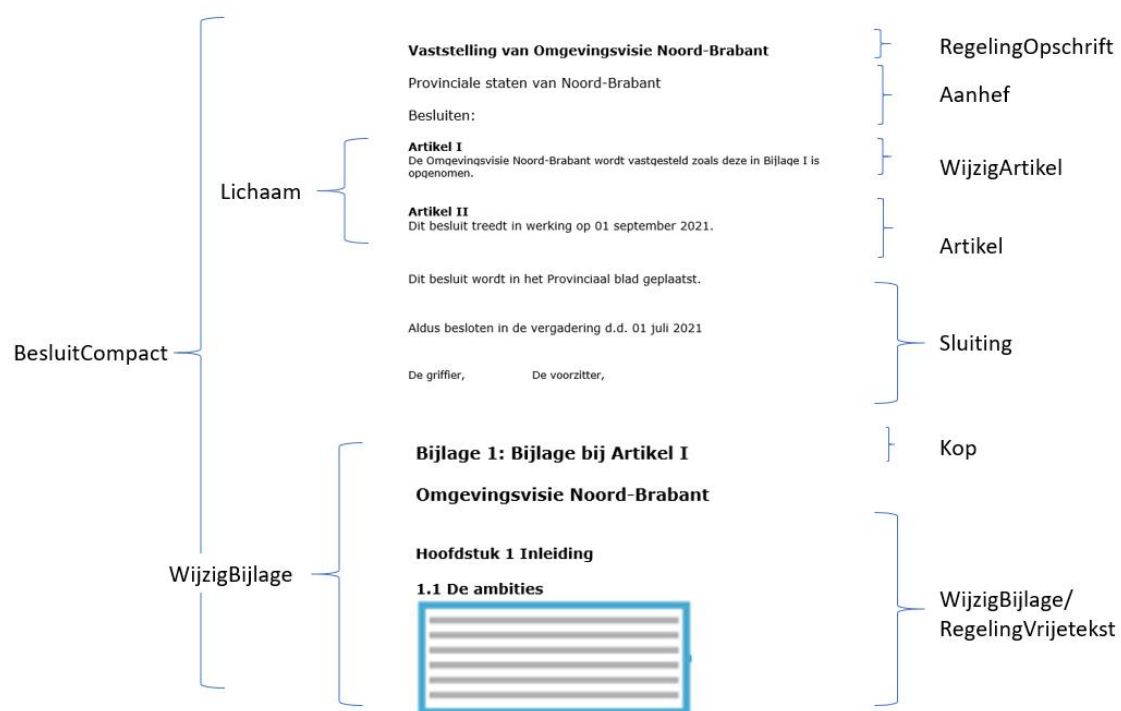 Vaststelling van Omgevingsvisie Noord-Brabant
RegelingOpschrift
Provinciale staten van Noord-Brabant
Aanhef
Besluiten:
Artikel I
De Omgevingsvisie Noord-Brabant wordt vastgesteld zoals deze in Bijlage I is
opgenomen.
WijzigArtikel
Lichaam
Artikel II
Dit besluit treedt in werking op 01 september 2021.
Artikel
Dit besluit wordt in het Provinciaal blad geplaatst.
Aldus besloten in de vergadering d.d. 01 juli 2021
Sluiting
BesluitCompact
De griffier, De voorzitter,
Bijlage 1: Bijlage bij Artikel I
Kop
Omgevingsvisie Noord-Brabant
Hoofdstuk 1 Inleiding
WijzigBijlage
1.1 De ambities
WijzigBijlage/
RegelingVrijetekst